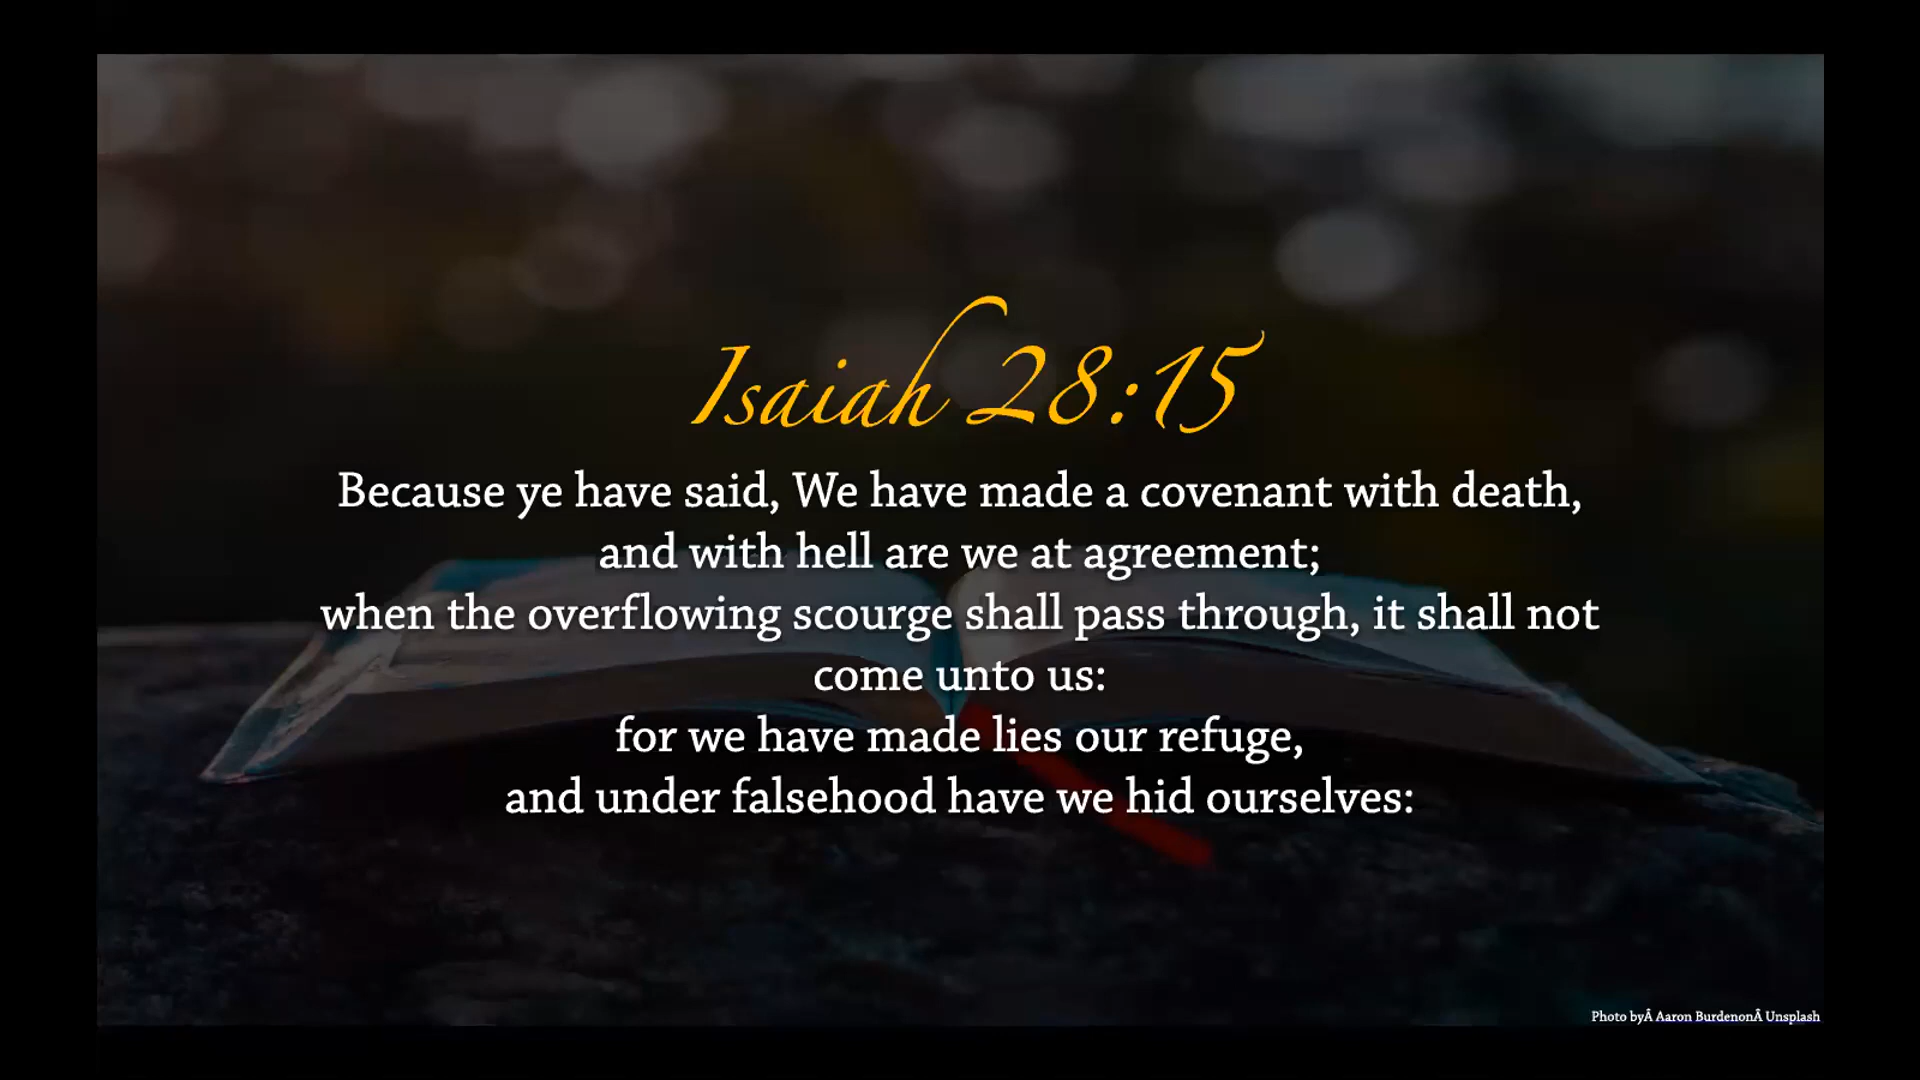 Isaiah 28:15
Because ye have said, We have made a covenant with death,
and with hell are we at agreement;
when the overflowing scourge shall pass through, it shall not
come unto us:
for we have made lies our refuge,
and under falsehood have we hid ourselves:
Photo byÂ Aaron BurdenonÂ Unsplash